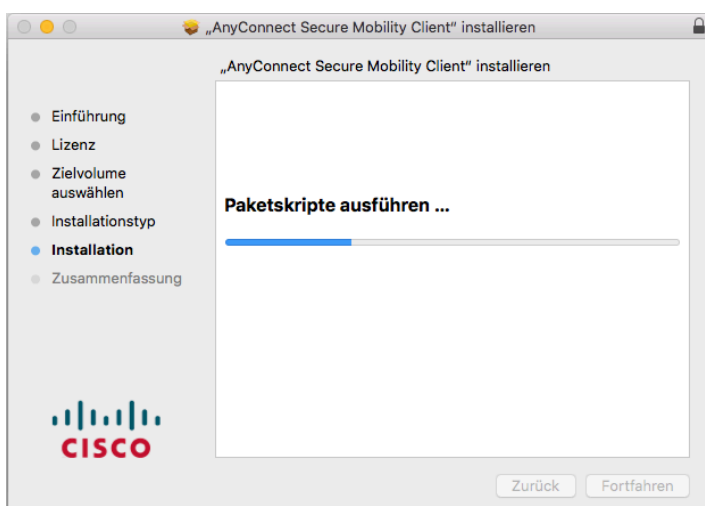 „AnyConnect Secure Mobility Client“ installieren
„AnyConnect Secure Mobility Client“ installieren
Einführung
Lizenz
Zielvolume
auswählen
Installationstyp
Installation
Zusammenfassung
Paketskripte ausführen ...
CISCO
Zurück Fortfahren